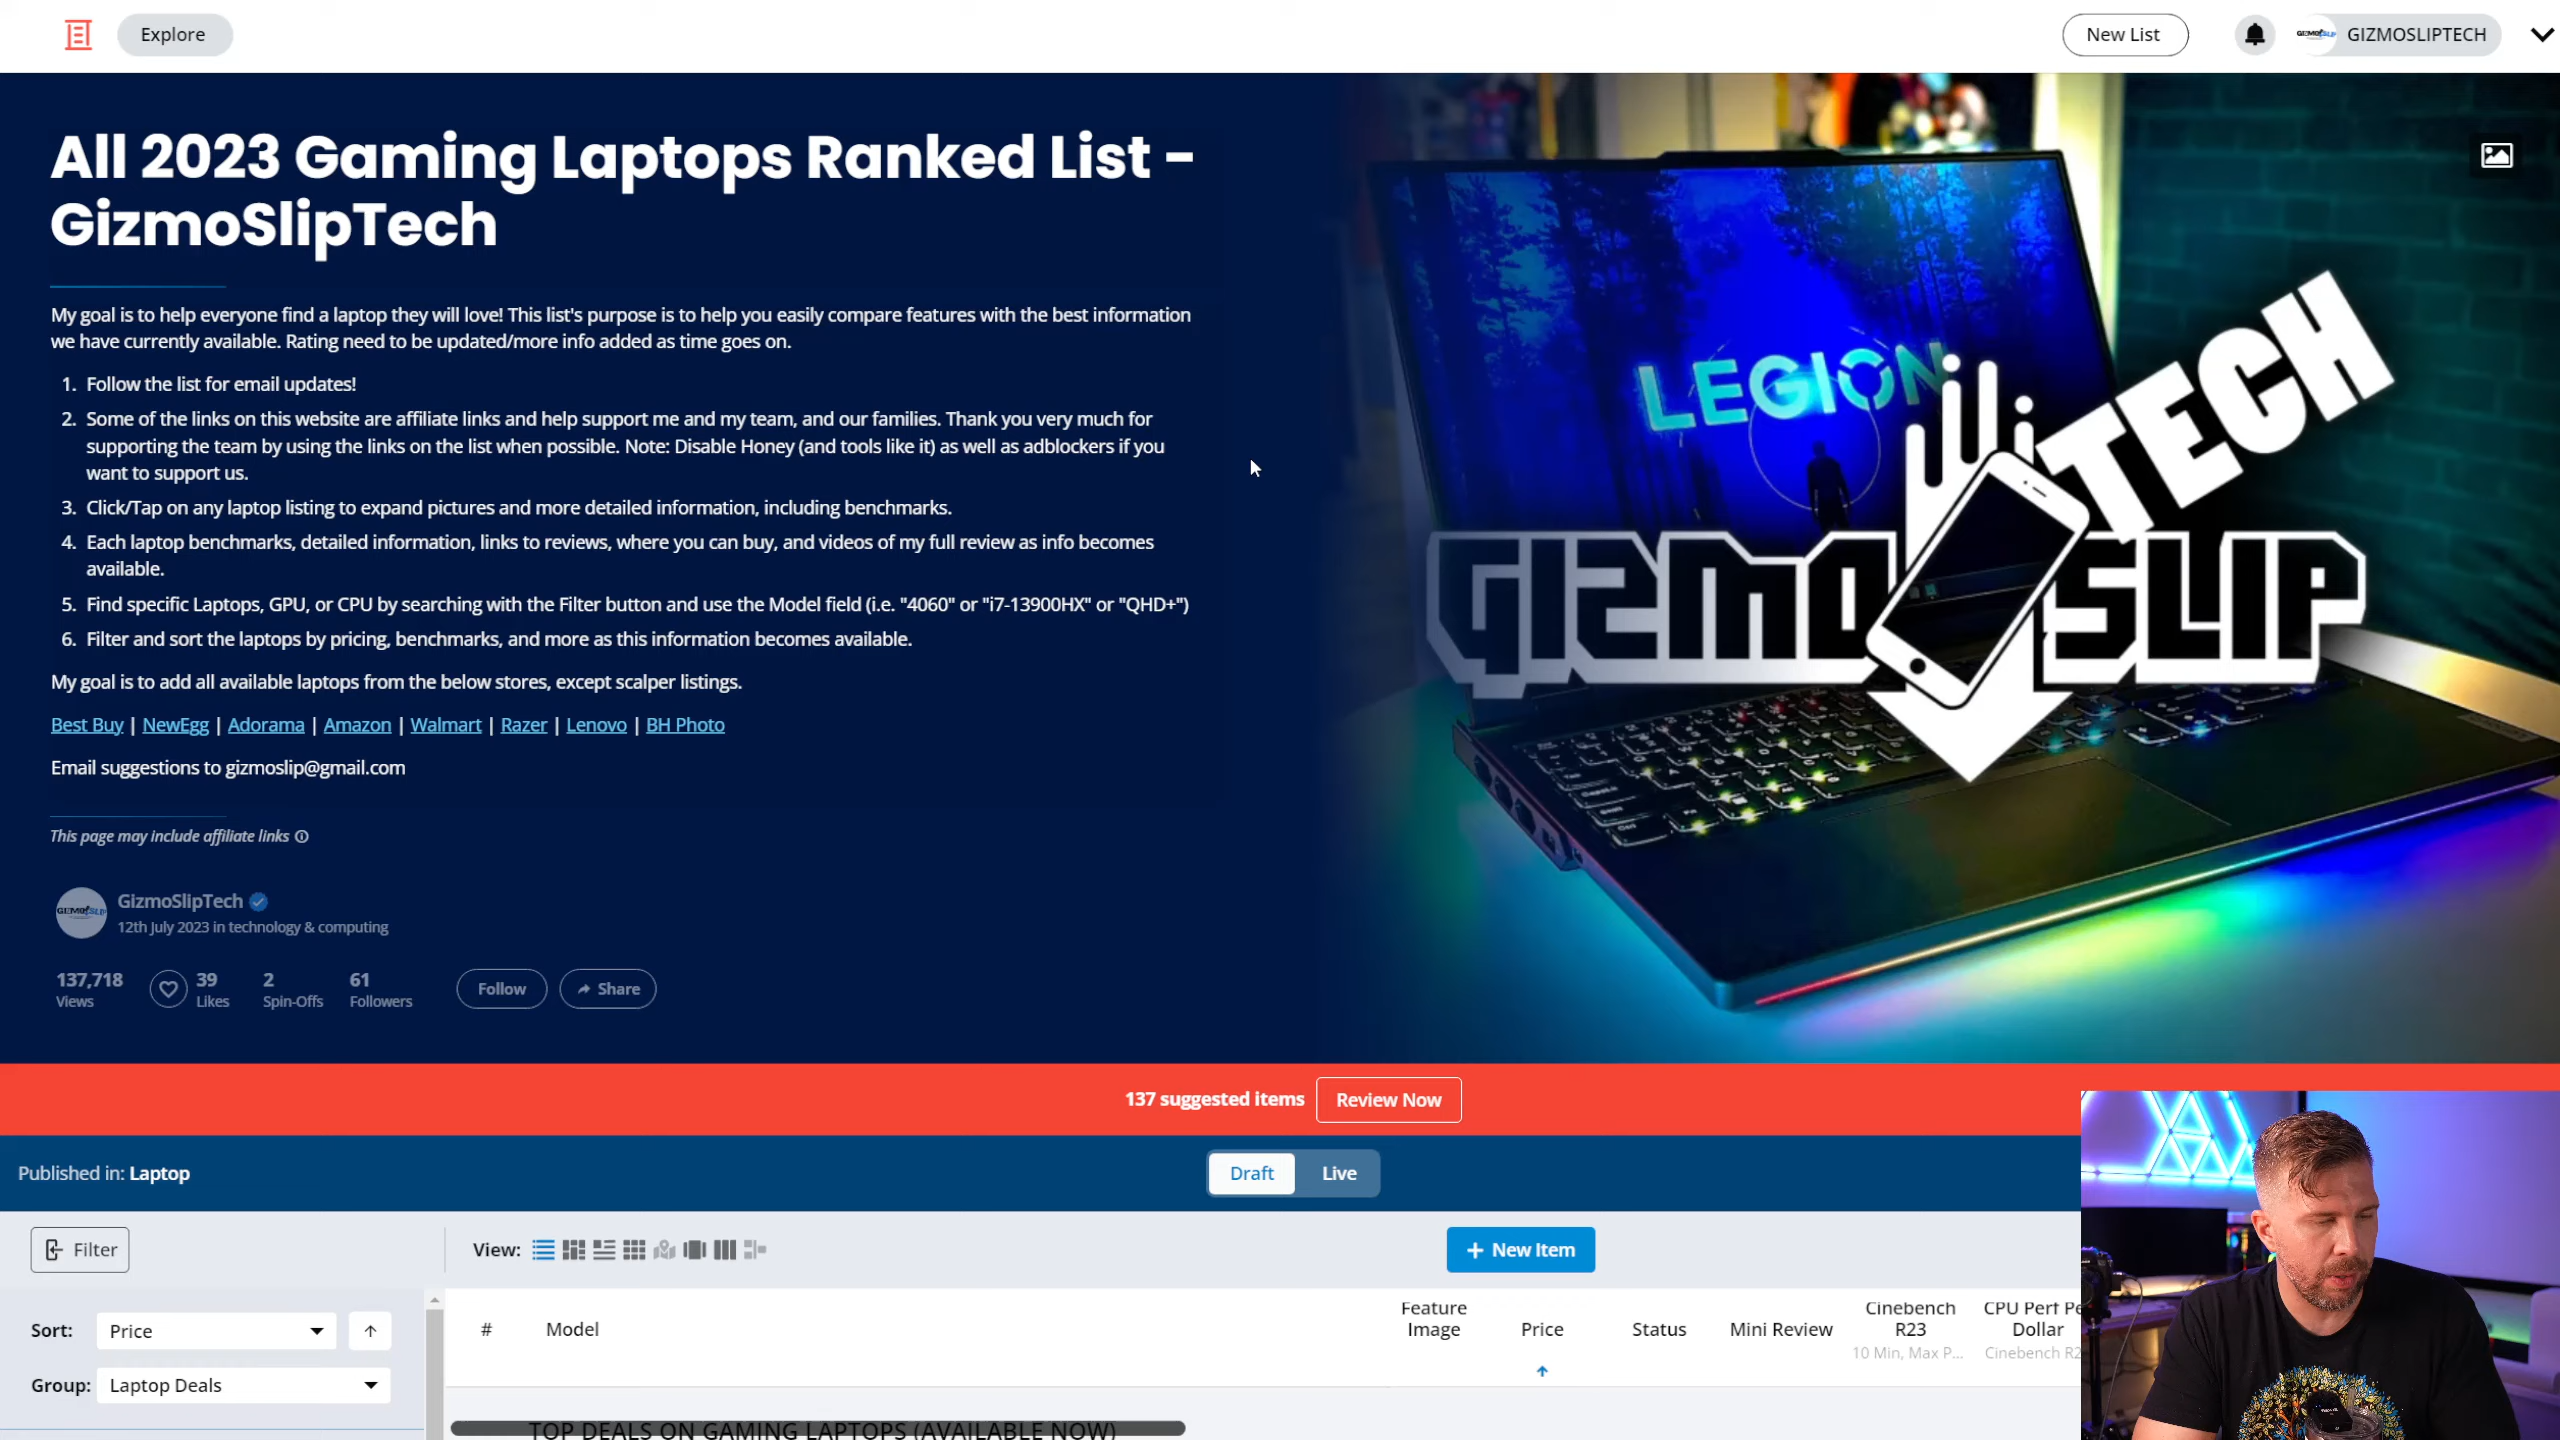 Explore
New List
GIZMOSLIPTECH
All 2023 Gaming Laptops Ranked List -
GizmoSlipTech
My goal is to help everyone find a laptop they will love! This list's purpose is to help you easily compare features with the best information
we have currently available. Rating need to be updated/more info added as time goes on.
1. Follow the list for email updates!
2. Some of the links on this website are affiliate links and help support me and my team, and our families. Thank you very much for
supporting the team by using the links on the list when possible. Note: Disable Honey (and tools like it) as well as adblockers if you
want to support us.
3. Click/Tap on any laptop listing to expand pictures and more detailed information, including benchmarks.
4. Each laptop benchmarks, detailed information, links to reviews, where you can buy, and videos of my full review as info becomes
available.
5. Find specific Laptops, GPU, or CPU by searching with the Filter button and use the Model field (i.e. "4060" or "i7-13900HX" or "QHD+")
6. Filter and sort the laptops by pricing, benchmarks, and more as this information becomes available.
My goal is to add all available laptops from the below stores, except scalper listings.
Best Buy | NewEgg | Adorama | Amazon | Walmart | Razer | Lenovo | BH Photo
Email suggestions to gizmoslip@gmail.com
This page may include affiliate links
GizmoSlipTech
12th July 2023 in technology & computing
137,718 Views
39 Likes
2 Spin-Offs
61 Followers
Follow
Share
LEGION
TECH
GIZMO SLIP
137 suggested items
Review Now
Published in: Laptop
Draft
Live
Filter
View:
+ New Item
Sort: Price
Group: Laptop Deals
#
Model
Feature Image
Price
Status
Mini Review
Cinebench R23
10 Min, Max P...
CPU Perf Pe
Dollar
Cinebench R2
TOP DEALS ON GAMING LAPTOPS (AVAILABLE NOW)